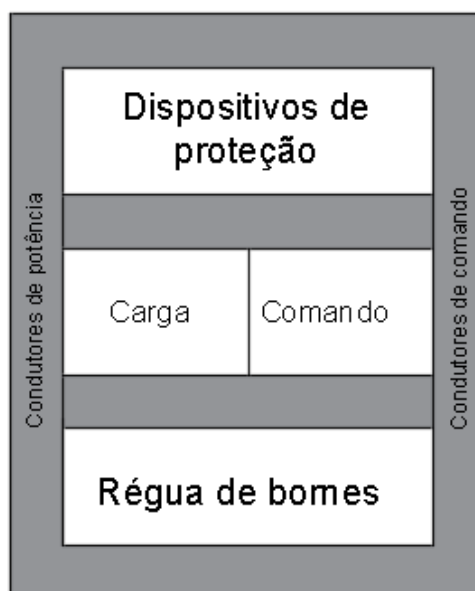 Dispositivos de
proteção
Condutores de potência
Carga
Comando
Condutores de comando
Régua de bornes